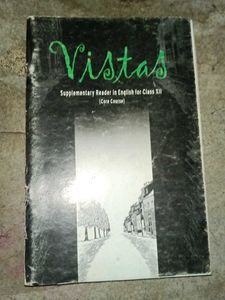 Vistas
Supplementary Reader in English for Class XII
(Core Course)